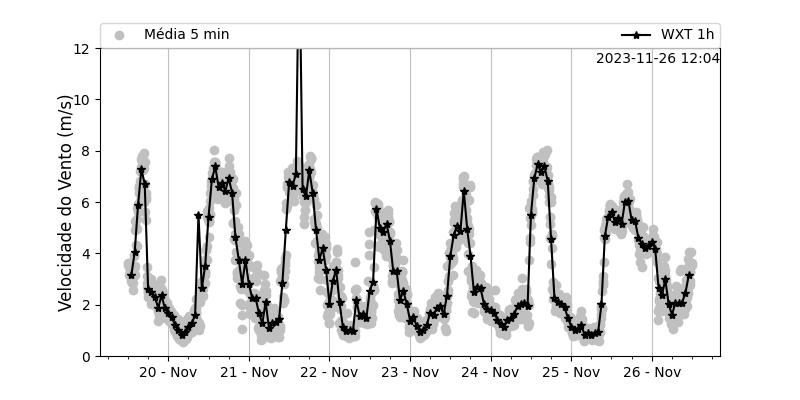 Média 5 min
WXT 1h
2023-11-26 12:04
Velocidade do Vento (m/s)
12
10
8
6
4
2
0
20 - Nov
21 - Nov
22 - Nov
23 - Nov
24 - Nov
25 - Nov
26 - Nov